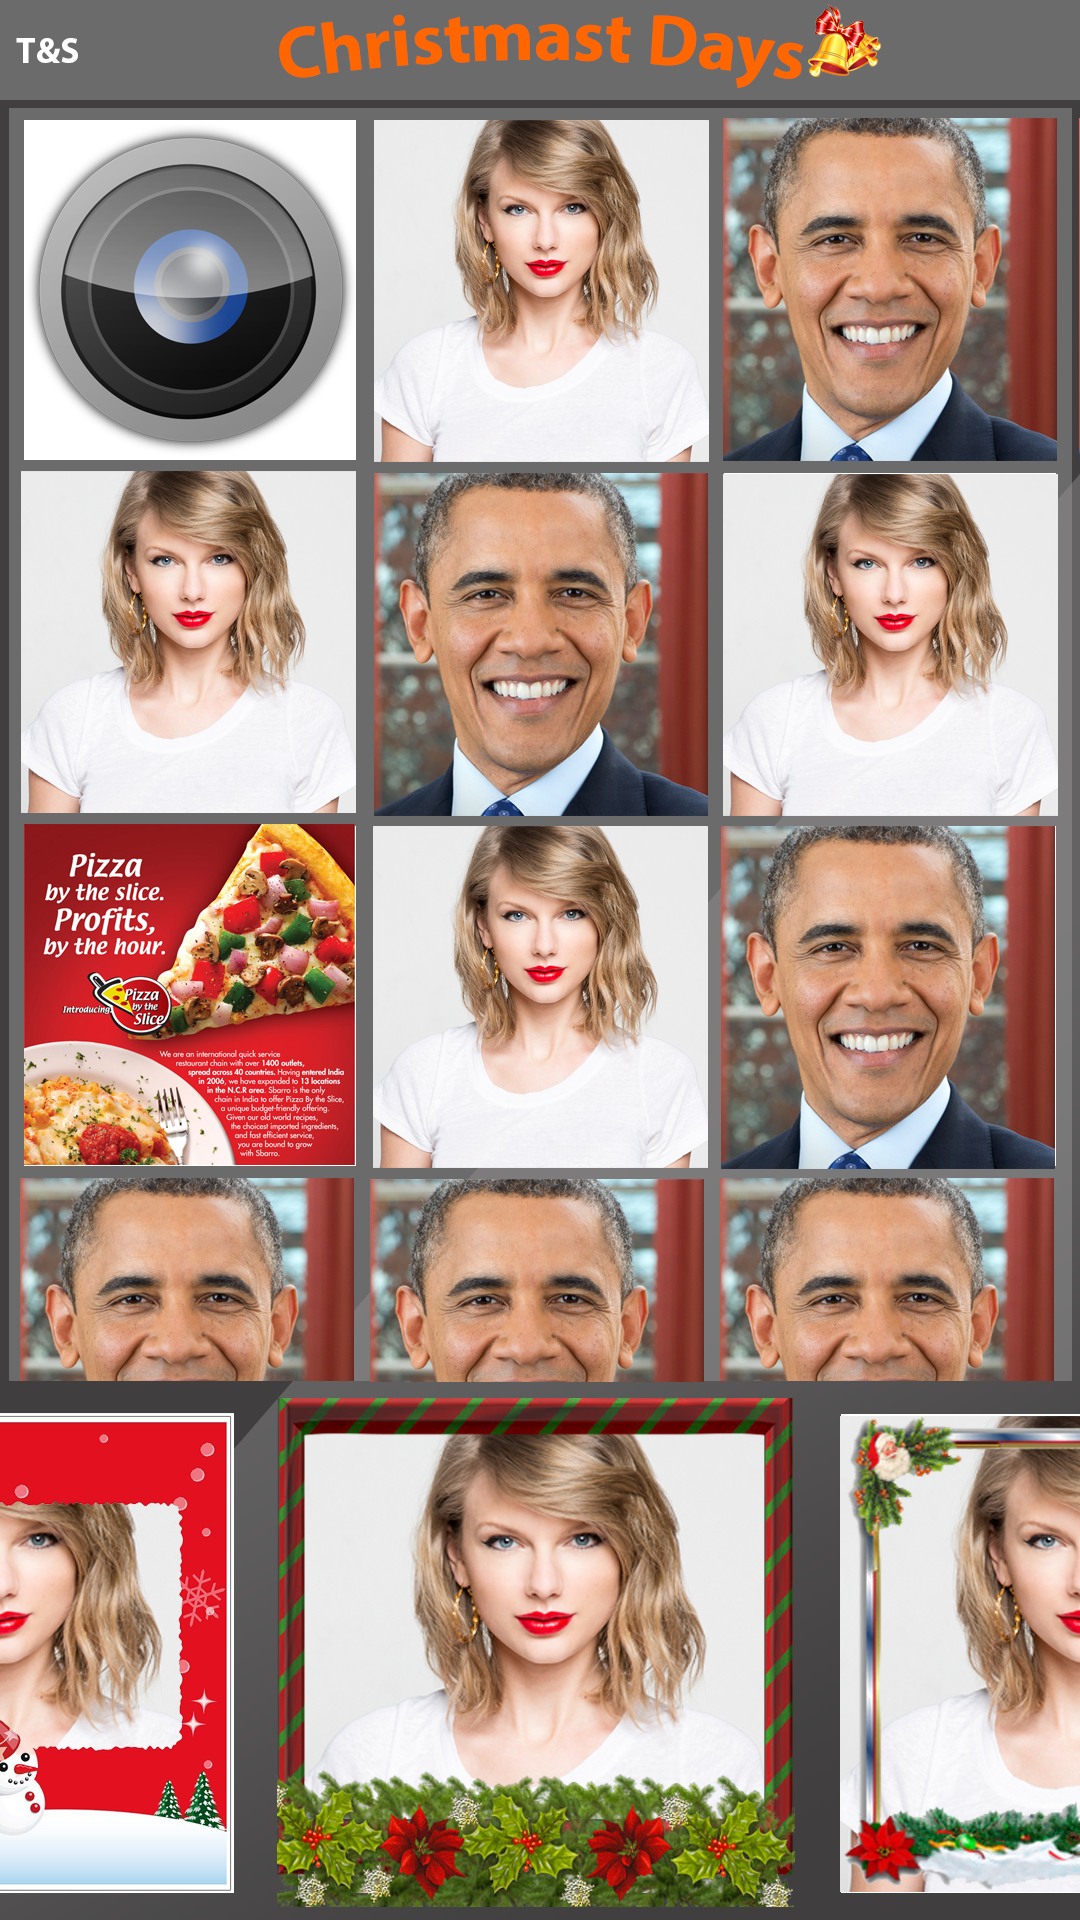 T&S
Christmast Days
Pizza
by the slice.
Profits,
by the hour.
Introducing
Pizza
by the
Slice
We are an international quick service
restaurant chain with over 1400 outlets,
spread across 40 countries. Having entered India
in 2006, we have expanded to 13 locations
in the N.C.R area. Sbarro is the only
chain in India to offer Pizza By the Slice,
a unique budget-friendly offering.
Given our old world recipes,
the choicest imported ingredients,
and fast efficient service,
you are bound to grow
with Sbarro.